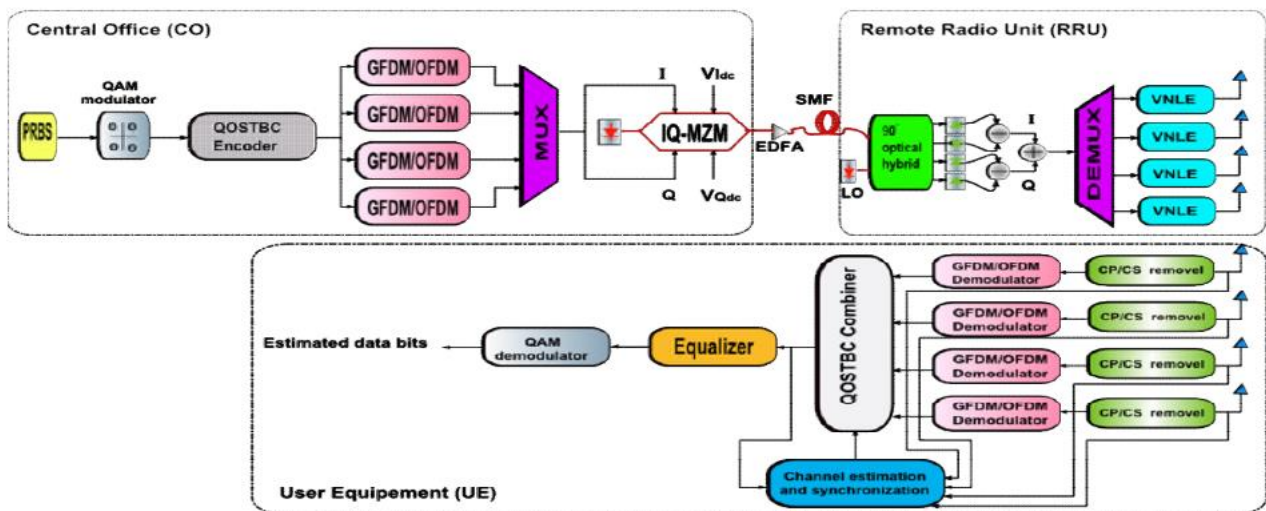 Central Office (CO)
PRBS
QAM
modulator
QOSTBC
Encoder
GFDM/OFDM
GFDM/OFDM
GFDM/OFDM
GFDM/OFDM
MUX
I
VIdc
IQ-MZM
Q
VQdc
EDFA
SMF
Remote Radio Unit (RRU)
LO
90°
optical
hybrid
I
Q
DEMUX
VNLE
VNLE
VNLE
VNLE
GFDM/OFDM
Demodulator
CP/CS removel
GFDM/OFDM
Demodulator
CP/CS removel
GFDM/OFDM
Demodulator
CP/CS removel
GFDM/OFDM
Demodulator
CP/CS removel
QOSTBC Combiner
Equalizer
QAM
demodulator
Estimated data bits
Channel estimation
and synchronization
User Equipement (UE)